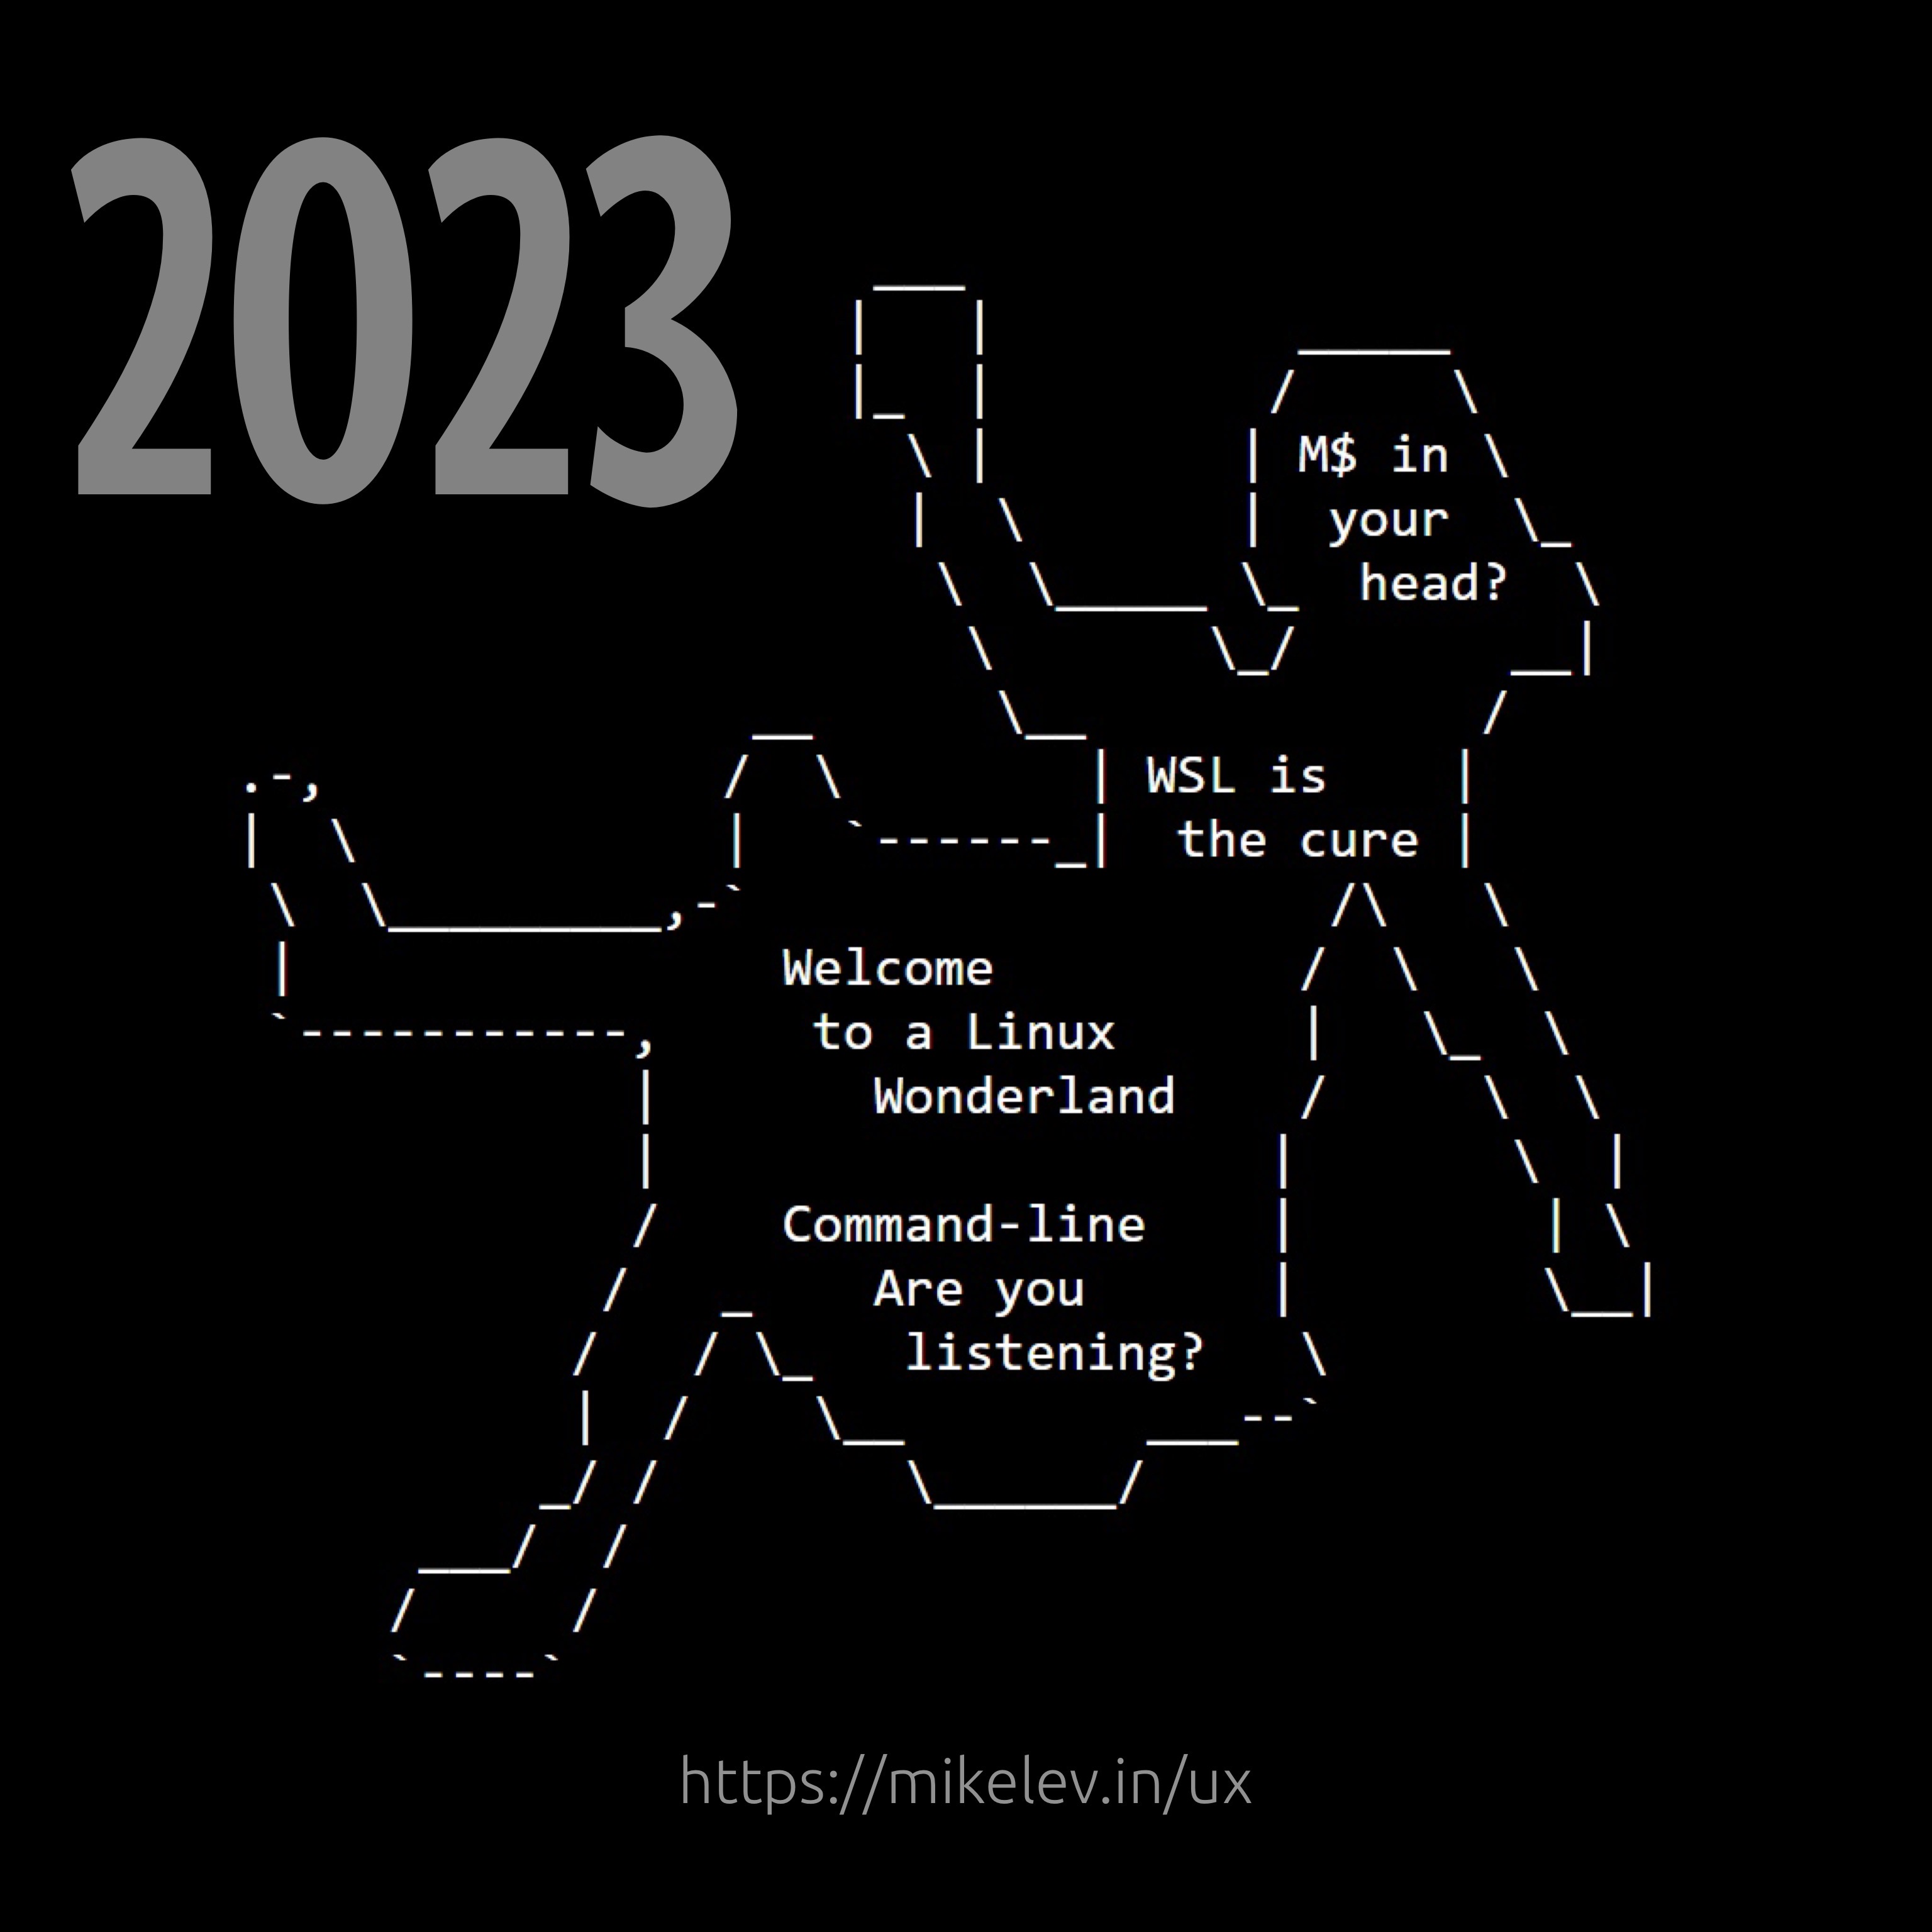 2023
M$ in
your
head?
WSL is
the cure
Welcome
to a Linux
Wonderland
Command-line
Are you
listening?
https://mikelev.in/ux